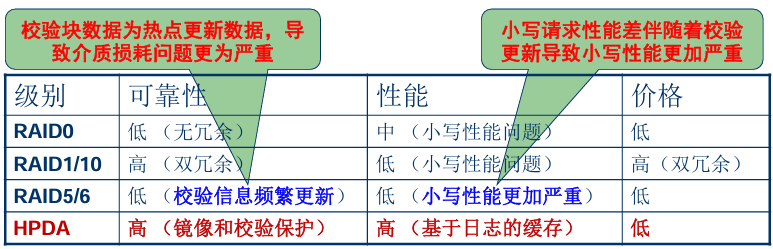 校验块数据为热点更新数据，导
致介质损耗问题更为严重
小写请求性能差伴随着校验
更新导致小写性能更加严重
级别 可靠性 性能 价格
RAID0 低 （无冗余） 中 （小写性能问题） 低
RAID1/10 高 （双冗余） 低 （小写性能问题） 高（双冗余）
RAID5/6 低 （校验信息频繁更新） 低 （小写性能更加严重） 低
HPDA 高 （镜像和校验保护） 高 （基于日志的缓存） 低